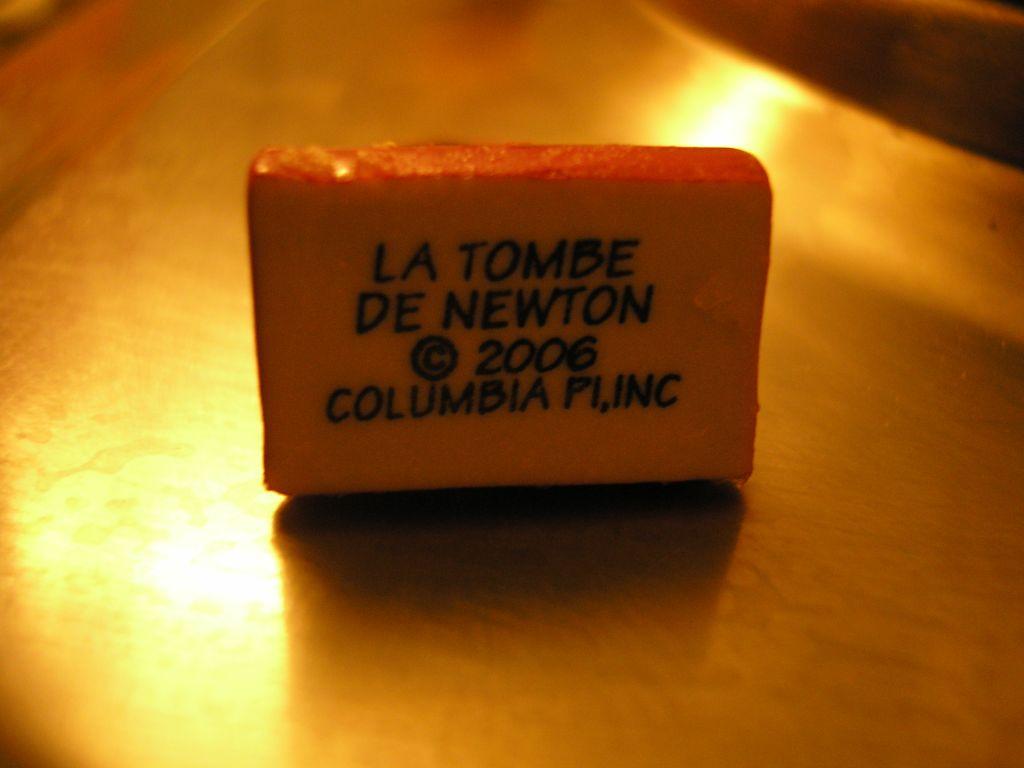 LA TOMBE
DE NEWTON
© 2006
COLUMBIA PI,INC